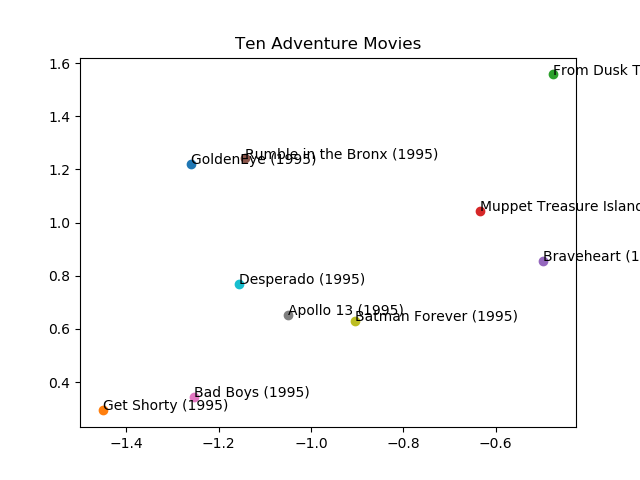 Ten Adventure Movies
1.6
From Dusk T
1.4
Rumble in the Bronx (1995)
GoldenEye (1995)
1.2
Muppet Treasure Island
1.0
Braveheart (1
0.8
Desperado (1995)
Apollo 13 (1995)
Batman Forever (1995)
0.6
0.4
Bad Boys (1995)
Get Shorty (1995)
−1.4 −1.2 −1.0 −0.8 −0.6